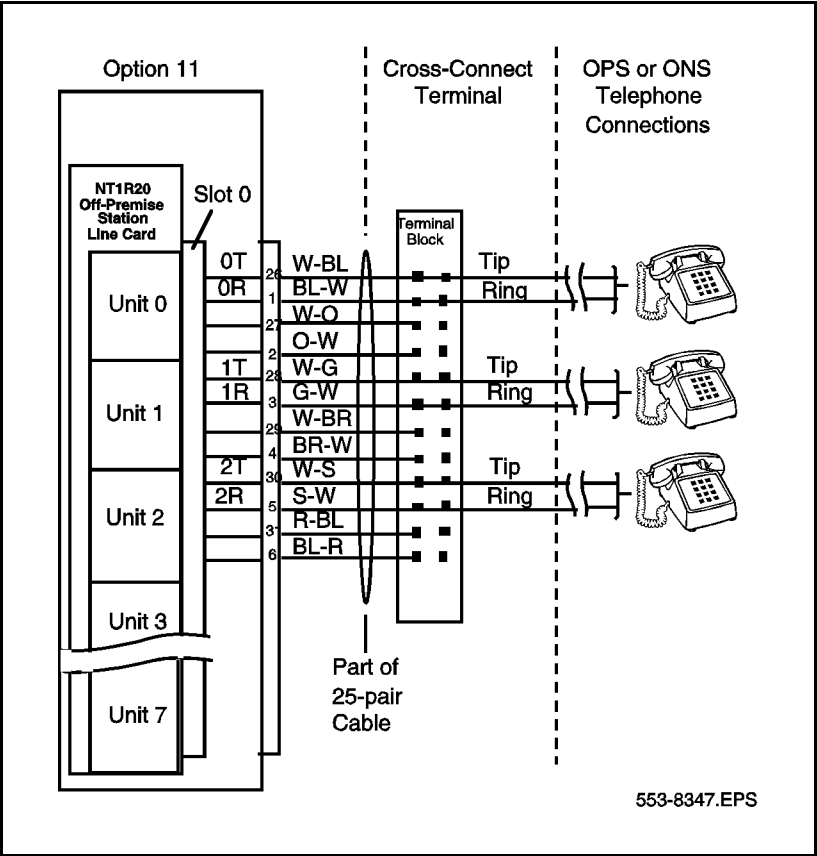 Option 11
Cross-Connect
Terminal
OPS or ONS
Telephone
Connections
NT1R20
Off-Premise
Station
Line Card
Slot 0
Terminal
Block
Unit 0
Unit 1
Unit 2
Unit 3
Unit 7
0T 26 W-BL Tip
0R 1 BL-W Ring
27 W-O
2 O-W
1T 28 W-G Tip
1R 3 G-W Ring
29 W-BR
4 BR-W
2T 30 W-S Tip
2R 5 S-W Ring
31 R-BL
6 BL-R
Part of
25-pair
Cable
553-8347.EPS